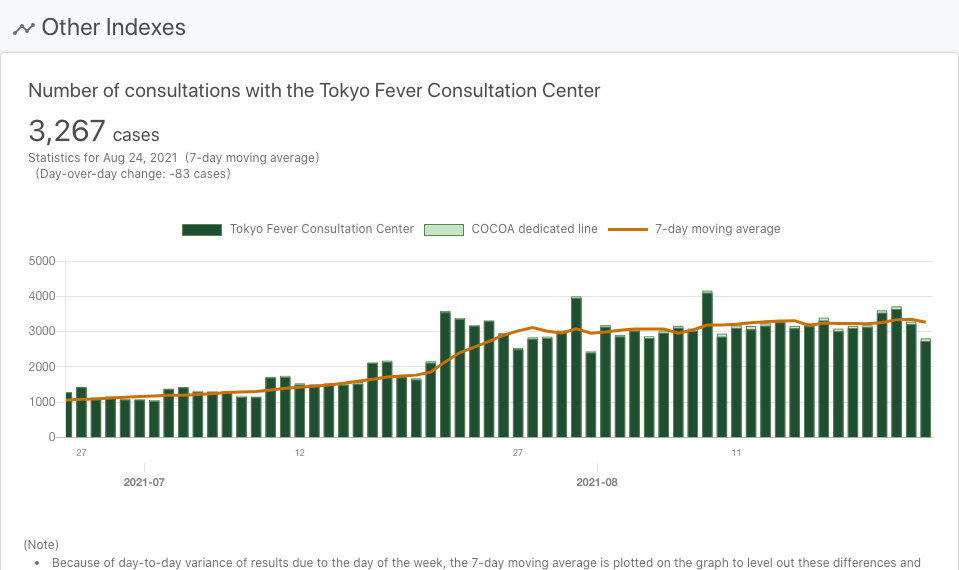 Other Indexes
Number of consultations with the Tokyo Fever Consultation Center
3,267 cases
Statistics for Aug 24, 2021 (7-day moving average)
(Day-over-day change: -83 cases)
Tokyo Fever Consultation Center COCOA dedicated line 7-day moving average
5000
4000
3000
2000
1000
0
27 12 27 11
2021-07 2021-08
(Note)
• Because of day-to-day variance of results due to the day of the week, the 7-day moving average is plotted on the graph to level out these differences and